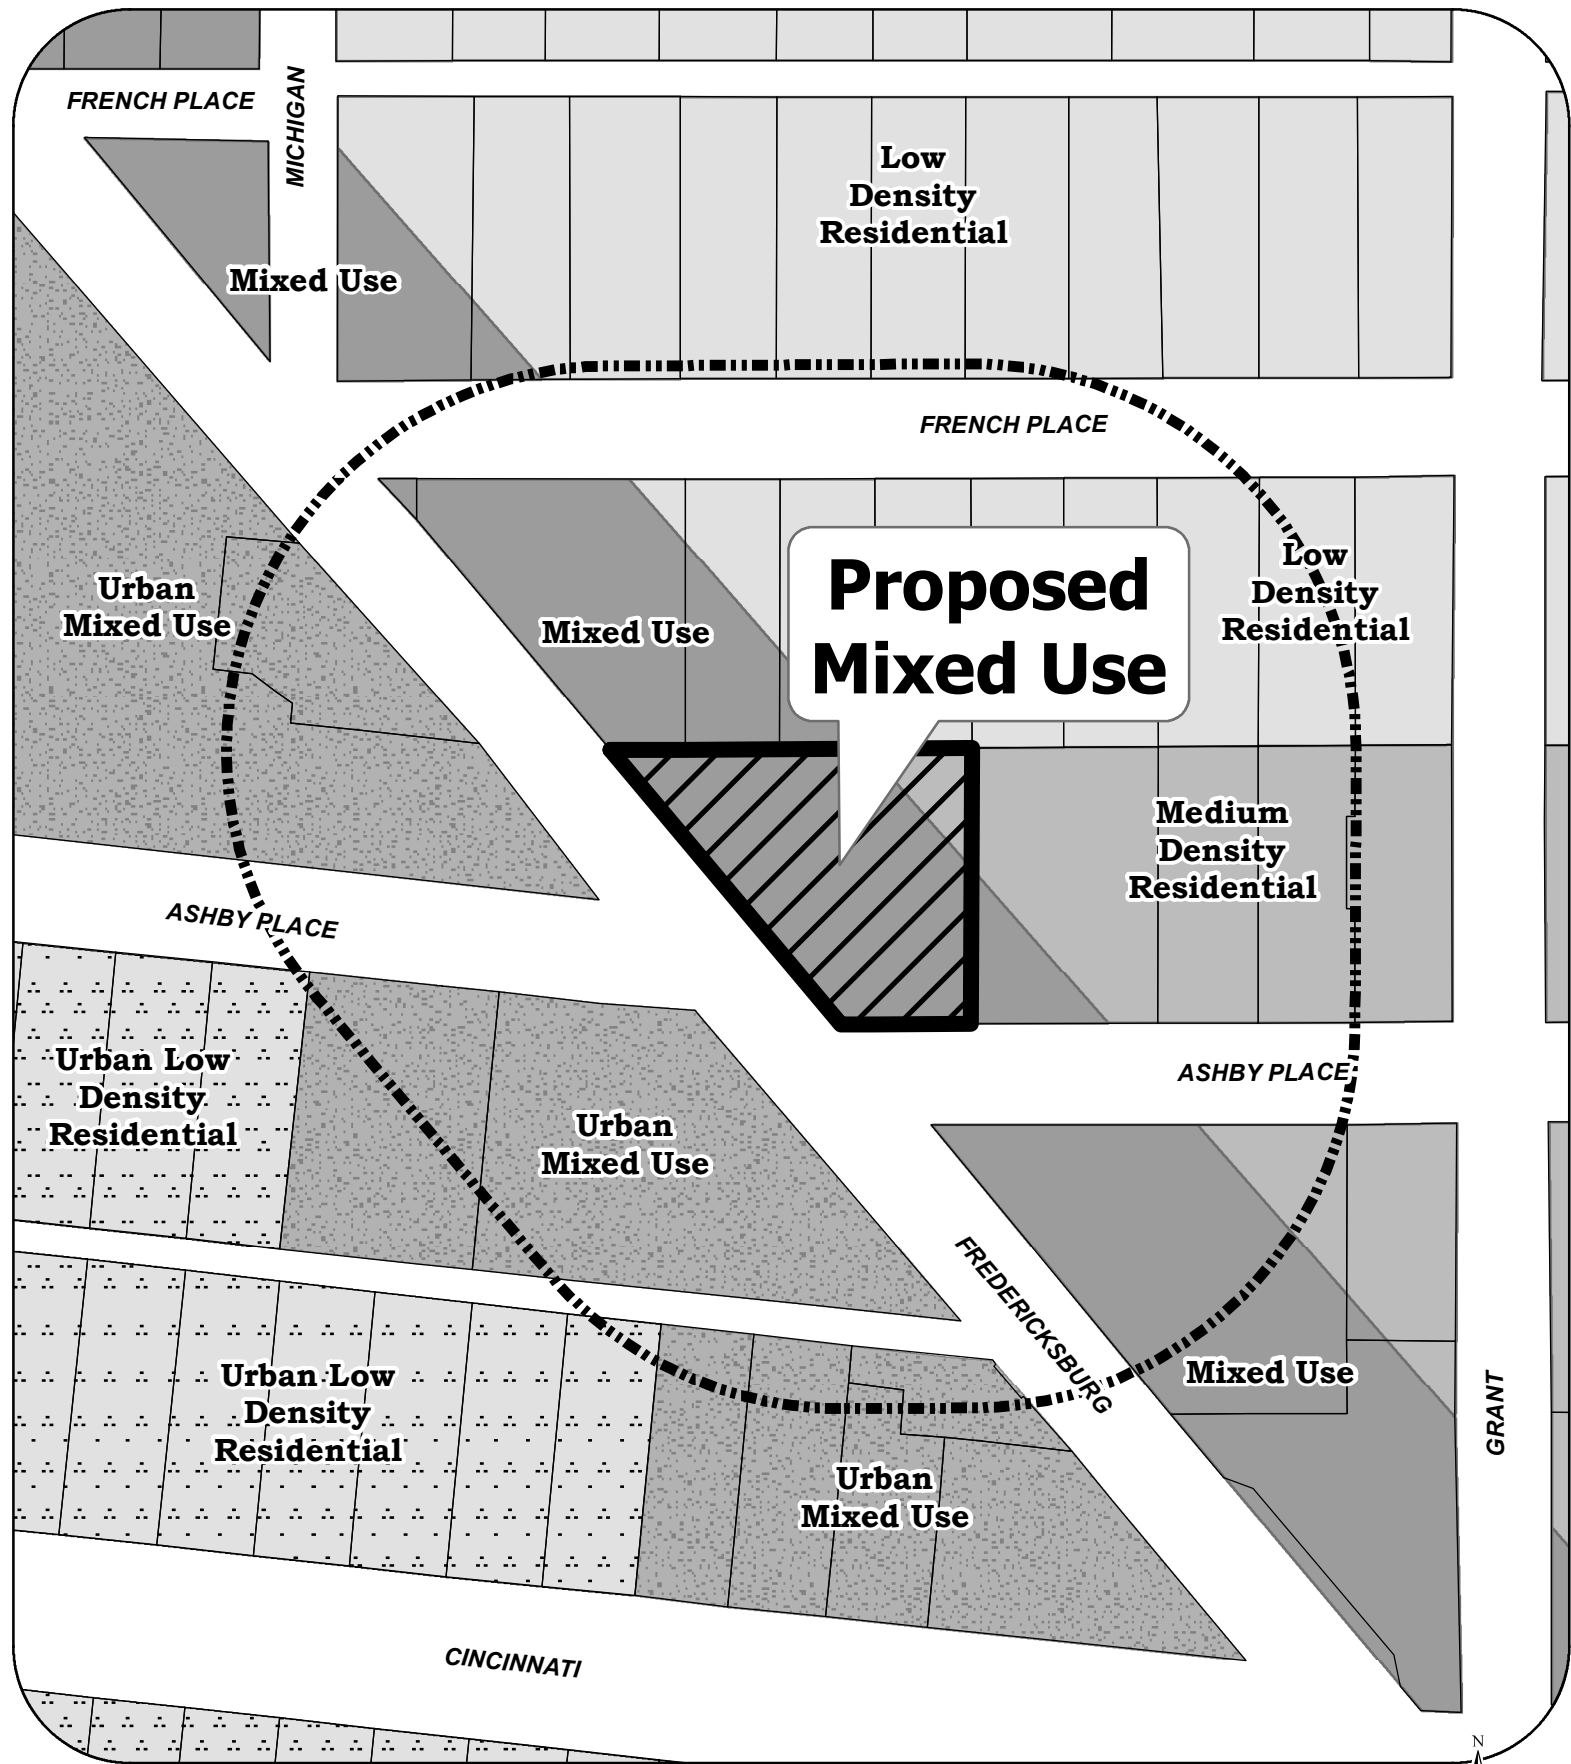 FRENCH PLACE
MICHIGAN
Low
Density
Residential
Mixed Use
FRENCH PLACE
Proposed
Mixed Use
Low
Density
Residential
Urban
Mixed Use
Mixed Use
Medium
Density
Residential
ASHBY PLACE
Urban Low
Density
Residential
ASHBY PLACE
Urban
Mixed Use
FREDERICKSBURG
Urban Low
Density
Residential
Mixed Use
GRANT
Urban
Mixed Use
CINCINNATI
N